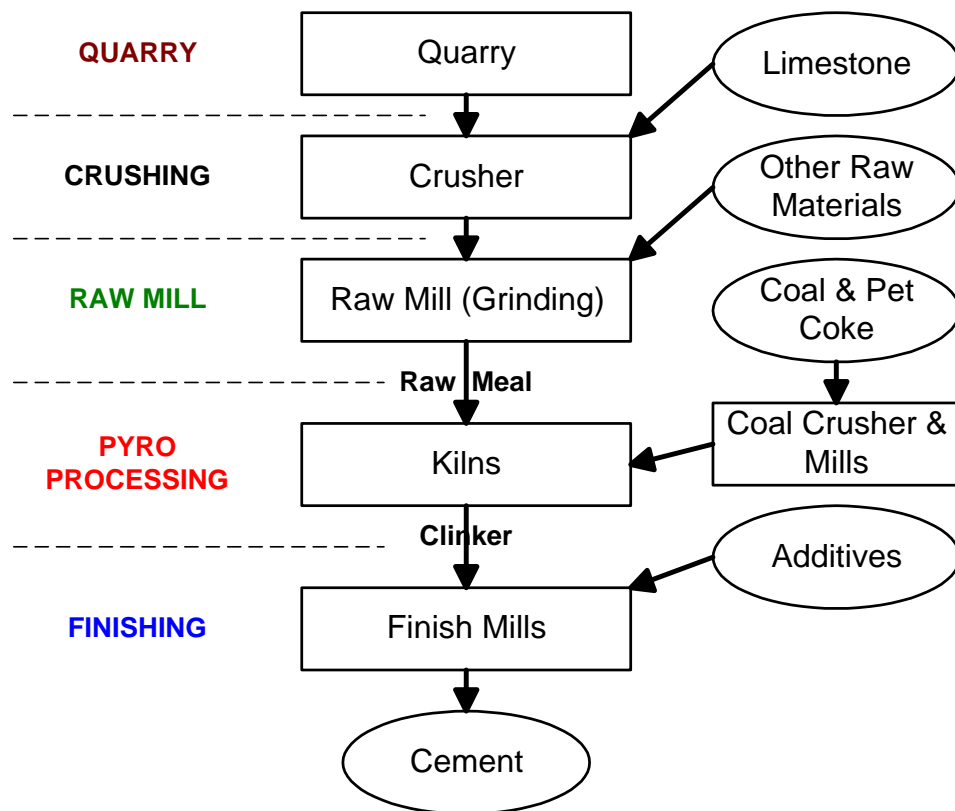 QUARRY
Quarry
Limestone
CRUSHING
Crusher
Other Raw
Materials
RAW MILL
Raw Mill (Grinding)
Coal & Pet
Coke
Raw Meal
PYRO
PROCESSING
Kilns
Coal Crusher &
Mills
Clinker
Additives
FINISHING
Finish Mills
Cement